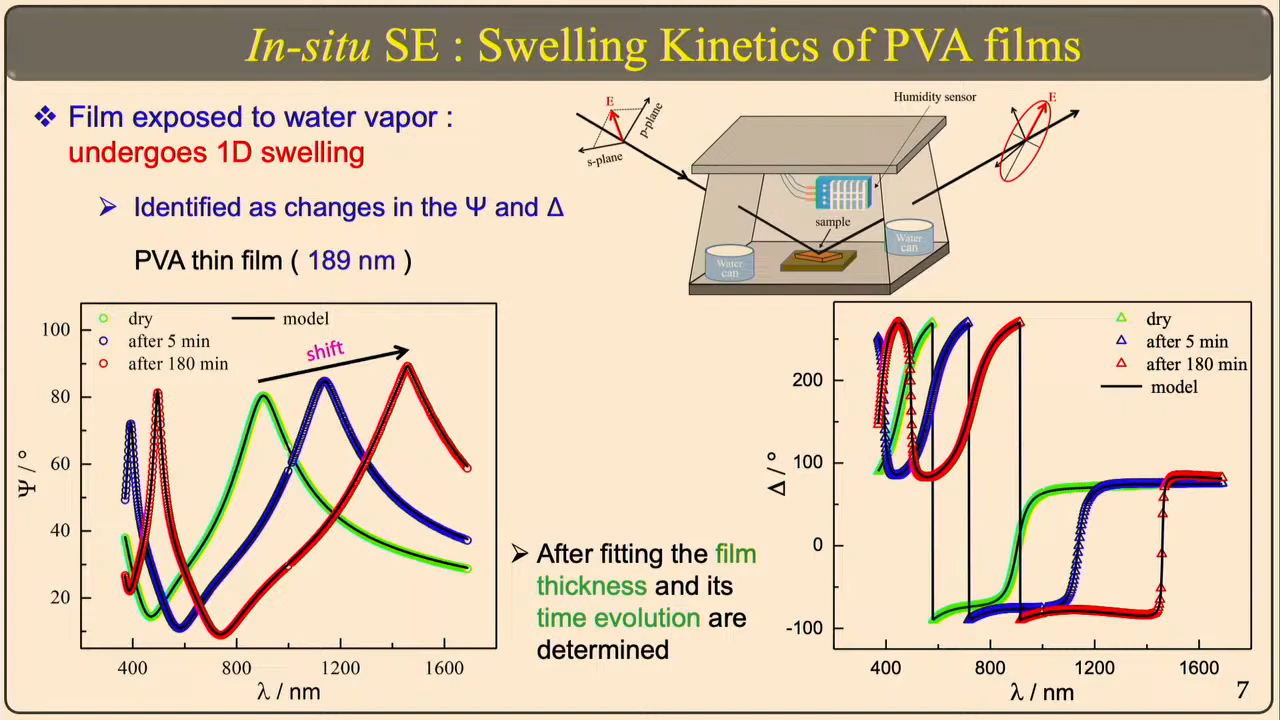 In-situ SE : Swelling Kinetics of PVA films
❖ Film exposed to water vapor :
undergoes 1D swelling
➢ Identified as changes in the Ψ and Δ
PVA thin film ( 189 nm )
E
p-plane
s-plane
Humidity sensor
sample
Water
can
Water
can
E
dry
model
after 5 min
after 180 min
shift
100
80
60
40
20
Ψ / °
400 800 1200 1600
λ / nm
➢ After fitting the film
thickness and its
time evolution are
determined
dry
after 5 min
after 180 min
model
200
100
0
-100
Δ / °
400 800 1200 1600
λ / nm
7